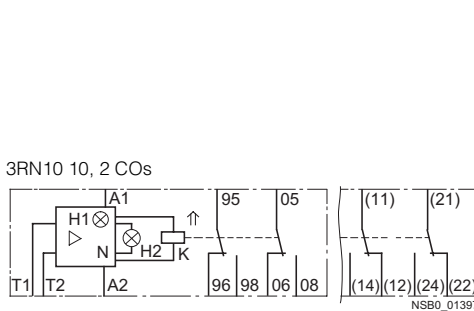 3RN10 10, 2 COs
A1 95 05 (11) (21)
H1
N H2 K
T1 T2 A2 96 98 06 08 (14) (12) (24) (22)
NSB0_01397